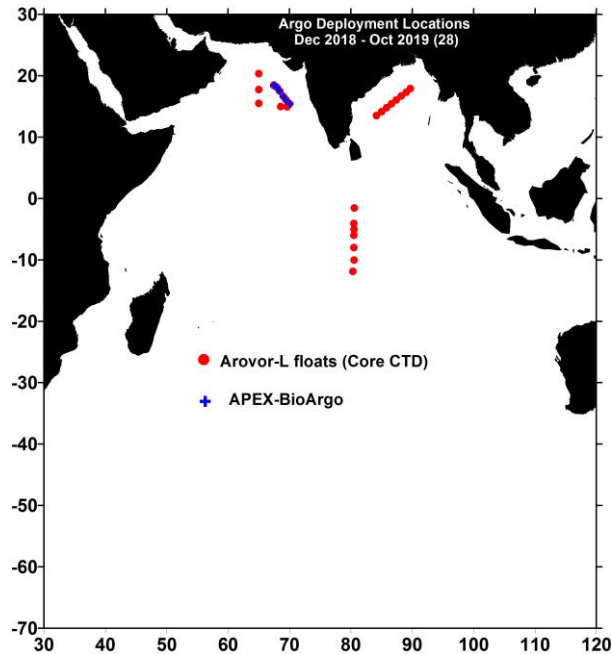 Argo Deployment Locations
Dec 2018 - Oct 2019 (28)
30
20
10
0
-10
-20
Arovor-L floats (Core CTD)
-30
APEX-BioArgo
-40
-50
-60
-70
30 40 50 60 70 80 90 100 110 120